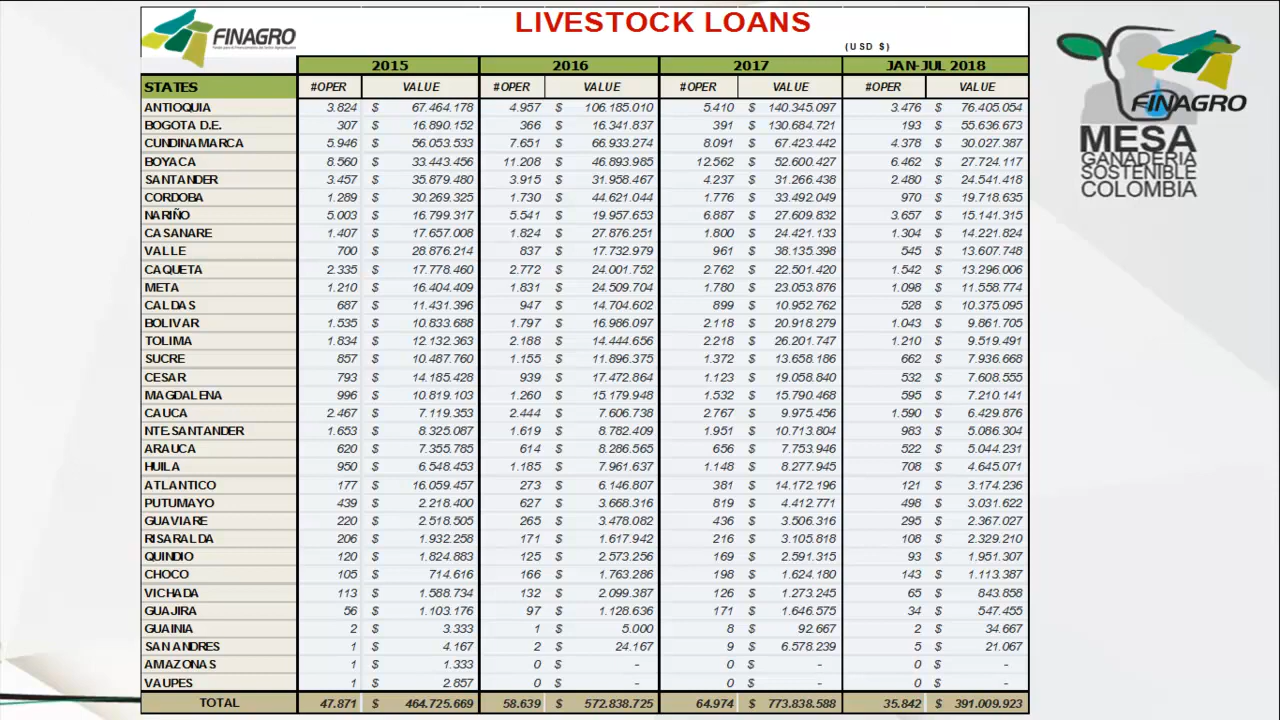 LIVESTOCK LOANS
FINAGRO
(USD $)
2015 2016 2017 JAN-JUL 2018
STATES #OPER VALUE #OPER VALUE #OPER VALUE #OPER VALUE
ANTIOQUIA 3.824 $ 67.464.178 4.957 $ 106.185.010 5.410 $ 140.345.097 3.476 $ 76.405.054
BOGOTA D.E. 307 $ 16.890.152 366 $ 16.341.837 391 $ 130.684.721 193 $ 55.636.673
CUNDINAMARCA 5.946 $ 56.053.533 7.651 $ 66.933.274 8.091 $ 67.423.442 4.378 $ 30.027.387
BOYACA 8.560 $ 33.443.456 11.208 $ 46.893.985 12.562 $ 52.600.427 6.462 $ 27.724.117
SANTANDER 3.457 $ 35.879.480 3.915 $ 31.958.467 4.237 $ 31.266.438 2.480 $ 24.541.418
CORDOBA 1.289 $ 30.269.325 1.730 $ 44.621.044 1.776 $ 33.492.049 970 $ 19.718.635
NARIÑO 5.003 $ 16.799.317 5.541 $ 19.957.653 6.887 $ 27.609.832 3.657 $ 15.141.315
CASANARE 1.407 $ 17.657.008 1.824 $ 27.876.251 1.800 $ 24.421.133 1.304 $ 14.221.824
VALLE 700 $ 28.876.214 837 $ 17.732.979 961 $ 38.135.398 545 $ 13.607.748
CAQUETA 2.335 $ 17.778.460 2.772 $ 24.001.752 2.762 $ 22.501.420 1.542 $ 13.296.006
META 1.210 $ 16.404.409 1.831 $ 24.509.704 1.780 $ 23.053.876 1.098 $ 11.558.774
CALDAS 687 $ 11.431.396 947 $ 14.704.602 899 $ 10.952.762 528 $ 10.375.095
BOLIVAR 1.535 $ 10.833.688 1.797 $ 16.986.097 2.118 $ 20.918.279 1.043 $ 9.861.705
TOLIMA 1.834 $ 12.132.363 2.188 $ 14.444.656 2.218 $ 26.201.747 1.210 $ 9.519.491
SUCRE 857 $ 10.487.760 1.155 $ 11.896.375 1.372 $ 13.658.186 662 $ 7.936.668
CESAR 793 $ 14.185.428 939 $ 17.472.864 1.123 $ 19.058.840 532 $ 7.608.555
MAGDALENA 996 $ 10.819.103 1.260 $ 15.179.948 1.532 $ 15.790.468 595 $ 7.210.141
CAUCA 2.467 $ 7.119.353 2.444 $ 7.606.738 2.767 $ 9.975.456 1.590 $ 6.429.876
NTE.SANTANDER 1.653 $ 8.325.087 1.619 $ 8.782.409 1.951 $ 10.713.804 983 $ 5.086.304
ARAUCA 620 $ 7.355.785 614 $ 8.286.565 656 $ 7.753.946 522 $ 5.044.231
HUILA 950 $ 6.548.453 1.185 $ 7.961.637 1.148 $ 8.277.945 708 $ 4.645.071
ATLANTICO 177 $ 16.059.457 273 $ 6.146.807 381 $ 14.172.196 121 $ 3.174.236
PUTUMAYO 439 $ 2.218.400 627 $ 3.668.316 819 $ 4.412.771 498 $ 3.031.622
GUAVIARE 220 $ 2.518.505 265 $ 3.478.082 436 $ 3.506.316 295 $ 2.367.027
RISARALDA 206 $ 1.932.258 171 $ 1.617.942 216 $ 3.105.818 108 $ 2.329.210
QUINDIO 120 $ 1.824.883 125 $ 2.573.256 169 $ 2.591.315 93 $ 1.951.307
CHOCO 105 $ 714.616 166 $ 1.763.286 198 $ 1.624.180 143 $ 1.113.387
VICHADA 113 $ 1.588.734 132 $ 2.099.387 126 $ 1.273.245 65 $ 843.858
GUAJIRA 56 $ 1.103.176 97 $ 1.128.636 171 $ 1.646.575 34 $ 547.455
GUAINIA 2 $ 3.333 1 $ 5.000 8 $ 92.667 2 $ 34.667
SAN ANDRES 1 $ 4.167 2 $ 24.167 9 $ 6.578.239 5 $ 21.067
AMAZONAS 1 $ 1.333 0 $ - 0 $ - 0 $ -
VAUPES 1 $ 2.857 0 $ - 0 $ - 0 $ -
TOTAL 47.871 $ 464.725.669 58.639 $ 572.838.725 64.974 $ 773.838.588 35.842 $ 391.009.923
FINAGRO
MESA
GANADERIA
SOSTENIBLE
COLOMBIA